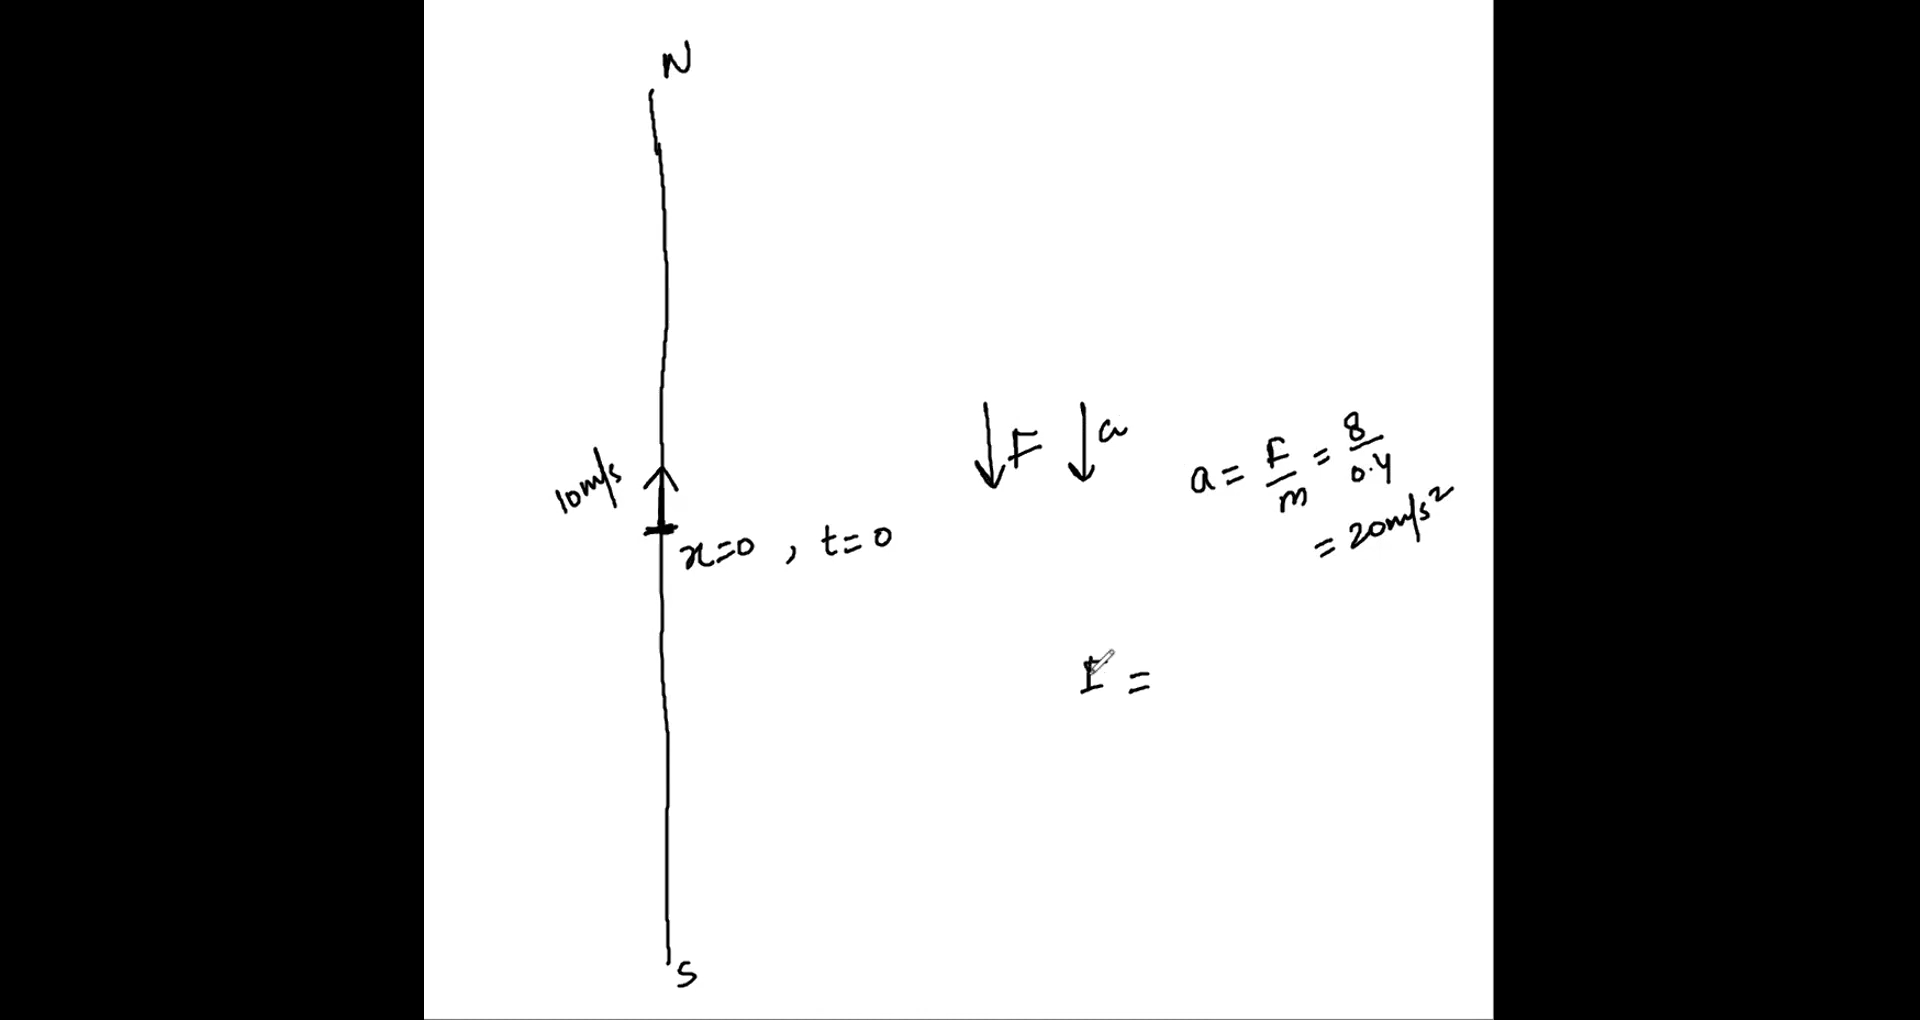 N
10m/s
x=0 , t=0
F
a
a = F/m = 8/0.4
= 20m/s²
I =
S